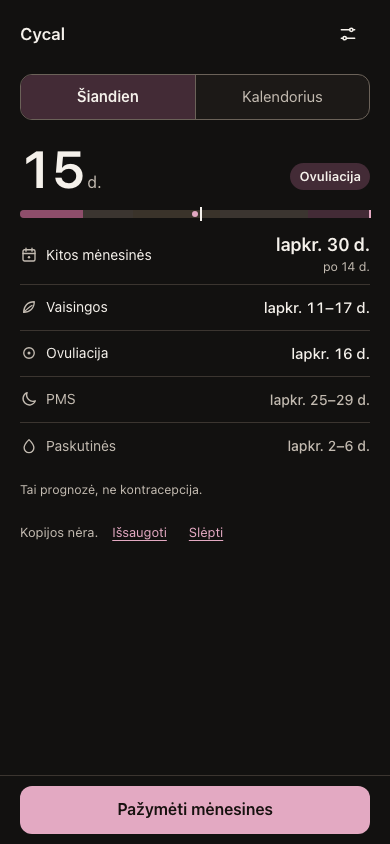 Cycal
Šiandien
Kalendorius
15 d.
Ovuliacija
Kitos mėnesinės
lapkr. 30 d.
po 14 d.
Vaisingos
lapkr. 11–17 d.
Ovuliacija
lapkr. 16 d.
PMS
lapkr. 25–29 d.
Paskutinės
lapkr. 2–6 d.
Tai prognozė, ne kontracepcija.
Kopijos nėra. Išsaugoti Slėpti
Pažymėti mėnesines